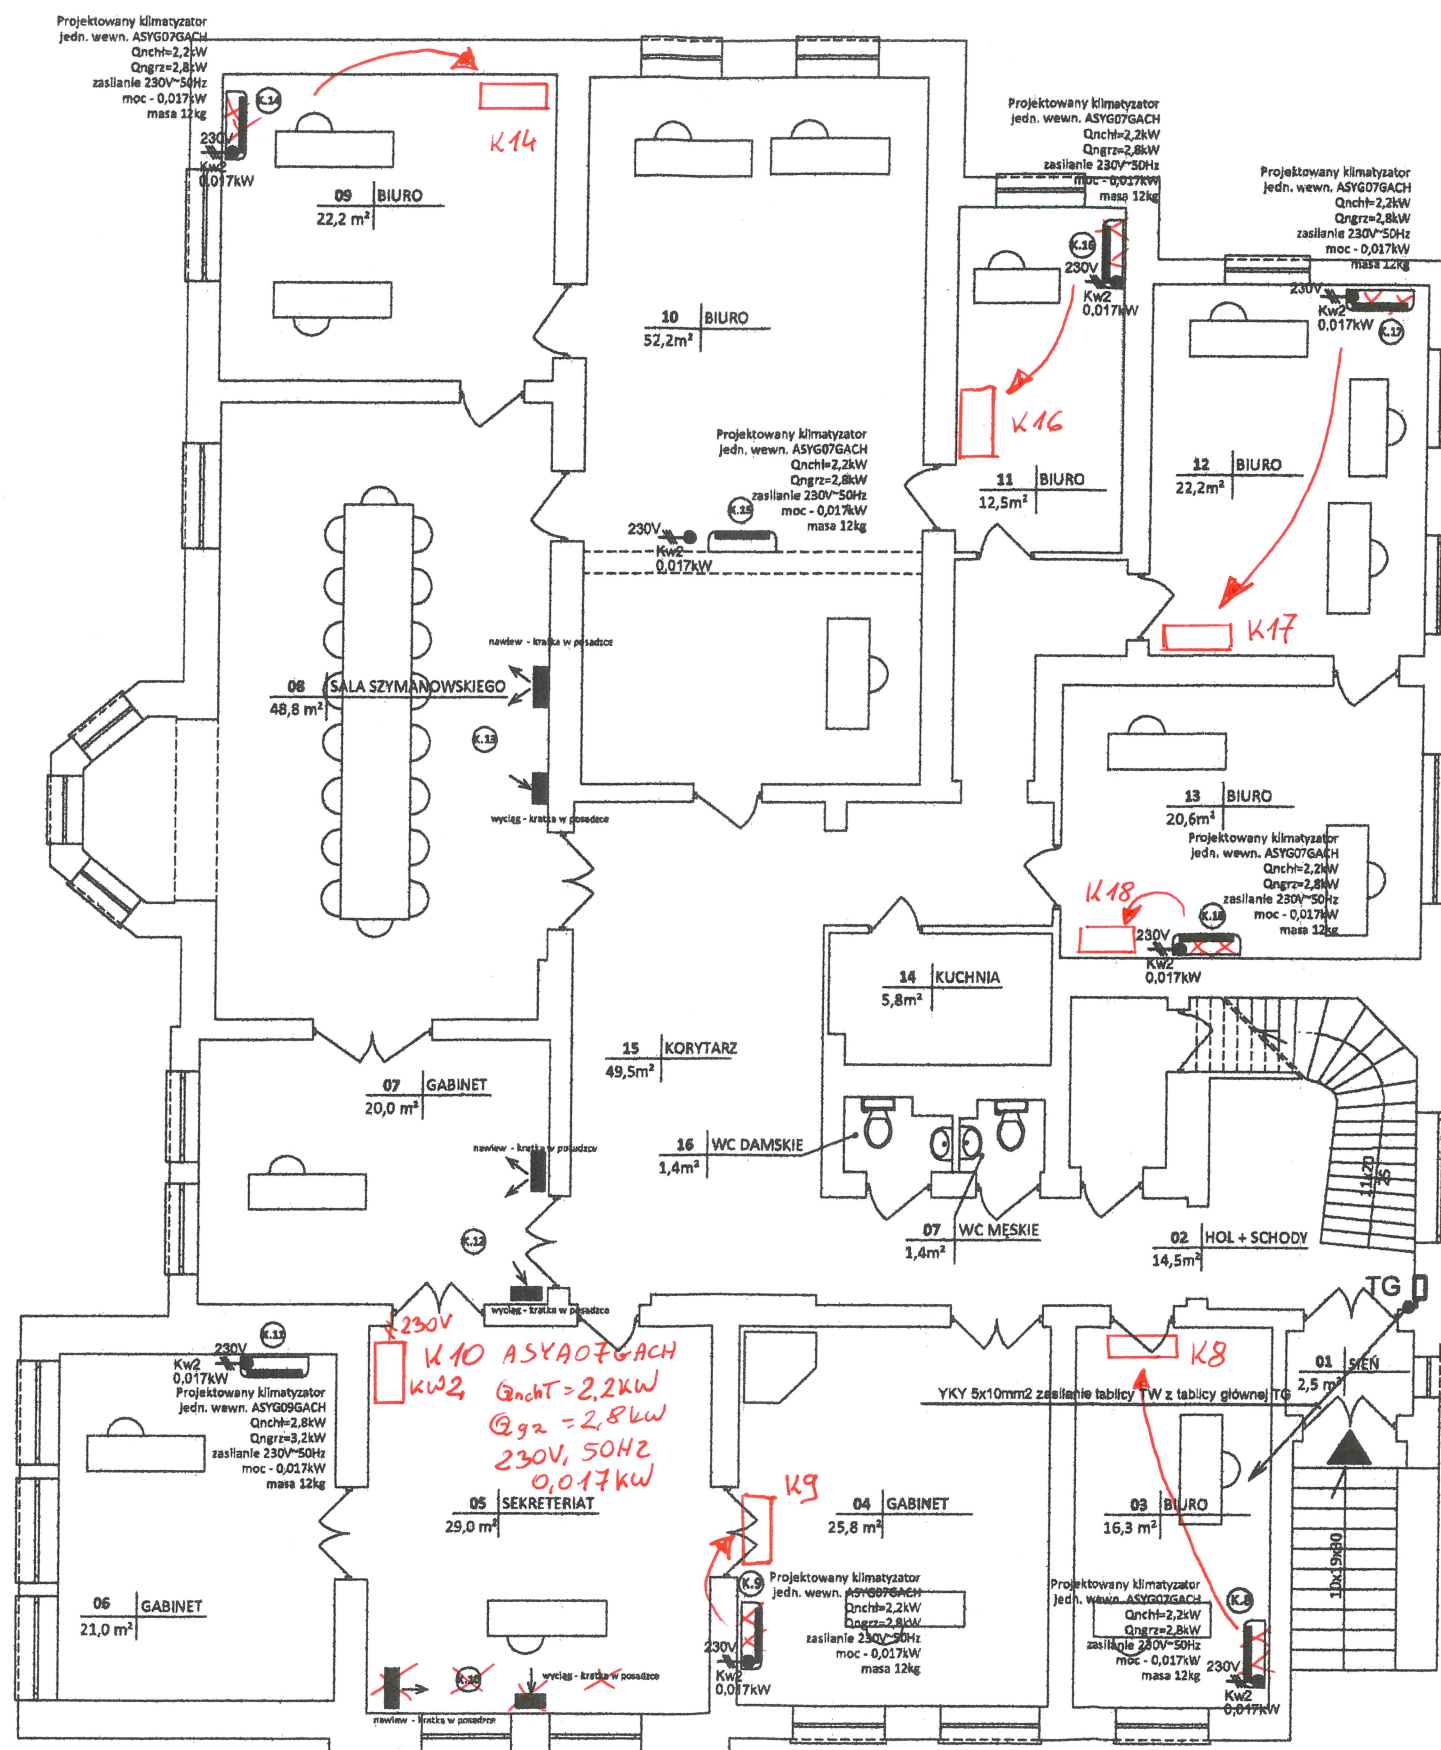 Projektowany klimatyzator
jedn. wewn. ASYG07GACH
Qnchł=2,2kW
Qngrz=2,8kW
zasilanie 230V~50Hz
moc - 0,017kW
masa 12kg
K.14
230V
Kw2
0,017kW
K14
09 BIURO
22,2 m²
10 BIURO
52,2m²
Projektowany klimatyzator
jedn. wewn. ASYG07GACH
Qnchł=2,2kW
Qngrz=2,8kW
zasilanie 230V~50Hz
moc - 0,017kW
masa 12kg
K.16
230V
Kw2
0,017kW
K16
11 BIURO
12,5m²
Projektowany klimatyzator
jedn. wewn. ASYG07GACH
Qnchł=2,2kW
Qngrz=2,8kW
zasilanie 230V~50Hz
moc - 0,017kW
masa 12kg
230V
Kw2
0,017kW
K.17
12 BIURO
22,2m²
K17
Projektowany klimatyzator
jedn. wewn. ASYG07GACH
Qnchł=2,2kW
Qngrz=2,8kW
zasilanie 230V~50Hz
moc - 0,017kW
masa 12kg
K.15
230V
Kw2
0,017kW
nawiew - kratka w posadzce
08 SALA SZYMANOWSKIEGO
48,8 m²
K.13
wyciąg - kratka w posadzce
13 BIURO
20,6m²
Projektowany klimatyzator
jedn. wewn. ASYG07GACH
Qnchł=2,2kW
Qngrz=2,8kW
zasilanie 230V~50Hz
moc - 0,017kW
masa 12kg
K18
K.18
230V
Kw2
0,017kW
14 KUCHNIA
5,8m²
15 KORYTARZ
49,5m²
07 GABINET
20,0 m²
nawiew - kratka w posadzce
16 WC DAMSKIE
1,4m²
11x20
25
07 WC MĘSKIE
1,4m²
02 HOL + SCHODY
14,5m²
K.12
wyciąg - kratka w posadzce
TG
K.11
230V
Kw2
0,017kW
Projektowany klimatyzator
jedn. wewn. ASYG09GACH
Qnchł=2,8kW
Qngrz=3,2kW
zasilanie 230V~50Hz
moc - 0,017kW
masa 12kg
230V
K10 ASYA07GACH
KW2
QnchT = 2,2KW
Qgz = 2,8KW
230V, 50HZ
0,017KW
K8
01 SIEŃ
2,5 m²
YKY 5x10mm2 zasilanie tablicy TW z tablicy głównej TG
K9
05 SEKRETERIAT
29,0 m²
04 GABINET
25,8 m²
03 BIURO
16,3 m²
10x19x30
06 GABINET
21,0 m²
K.9
Projektowany klimatyzator
jedn. wewn. ASYG07GACH
Qnchł=2,2kW
Qngrz=2,8kW
zasilanie 230V~50Hz
moc - 0,017kW
masa 12kg
230V
Kw2
0,017kW
Projektowany klimatyzator
jedn. wewn. ASYG07GACH
Qnchł=2,2kW
Qngrz=2,8kW
zasilanie 230V~50Hz
moc - 0,017kW
masa 12kg
K.8
230V
Kw2
0,017kW
K.10
wyciąg - kratka w posadzce
nawiew - kratka w posadzce